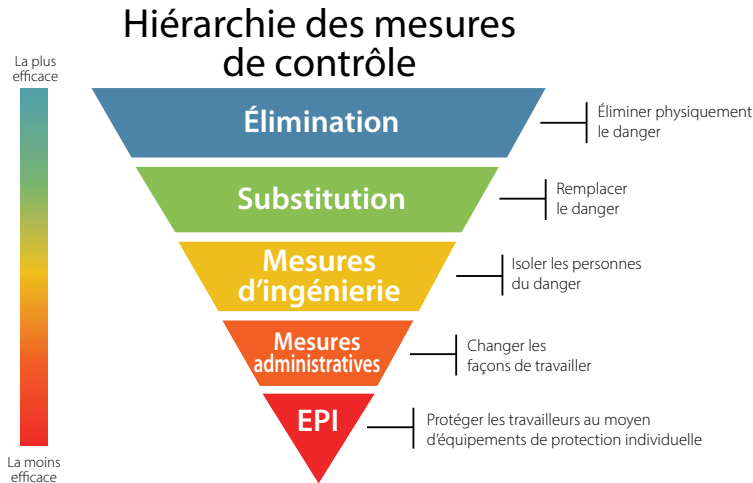 Hiérarchie des mesures
de contrôle
La plus
efficace
Élimination
Éliminer physiquement
le danger
Substitution
Remplacer
le danger
Mesures
d'ingénierie
Isoler les personnes
du danger
Mesures
administratives
Changer les
façons de travailler
EPI
Protéger les travailleurs au moyen
d'équipements de protection individuelle
La moins
efficace